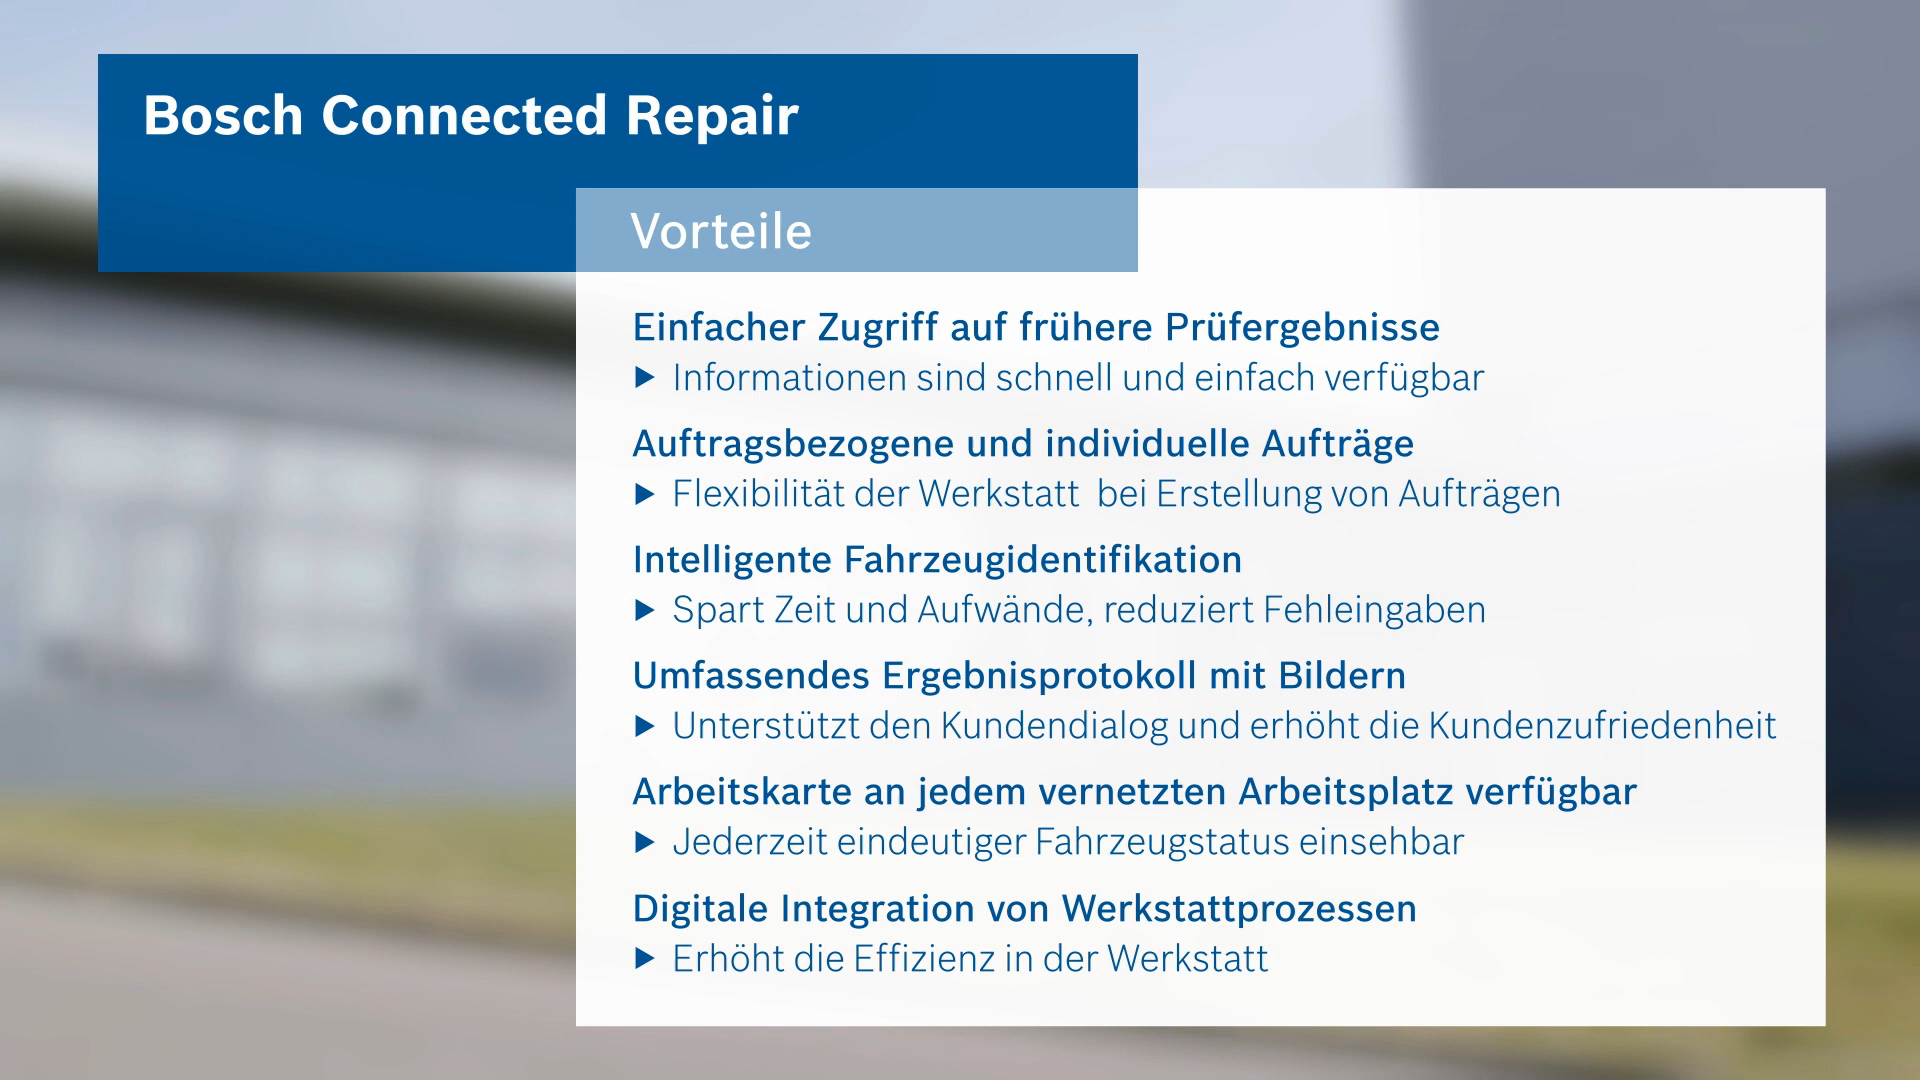 Bosch Connected Repair
Vorteile
Einfacher Zugriff auf frühere Prüfergebnisse
▶ Informationen sind schnell und einfach verfügbar
Auftragsbezogene und individuelle Aufträge
▶ Flexibilität der Werkstatt  bei Erstellung von Aufträgen
Intelligente Fahrzeugidentifikation
▶ Spart Zeit und Aufwände, reduziert Fehleingaben
Umfassendes Ergebnisprotokoll mit Bildern
▶ Unterstützt den Kundendialog und erhöht die Kundenzufriedenheit
Arbeitskarte an jedem vernetzten Arbeitsplatz verfügbar
▶ Jederzeit eindeutiger Fahrzeugstatus einsehbar
Digitale Integration von Werkstattprozessen
▶ Erhöht die Effizienz in der Werkstatt